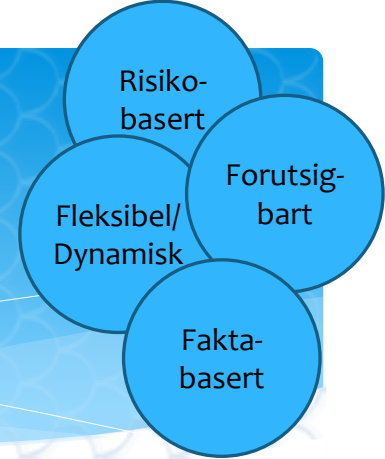 Risiko-
basert
Forutsig-
bart
Fleksibel/
Dynamisk
Fakta-
basert